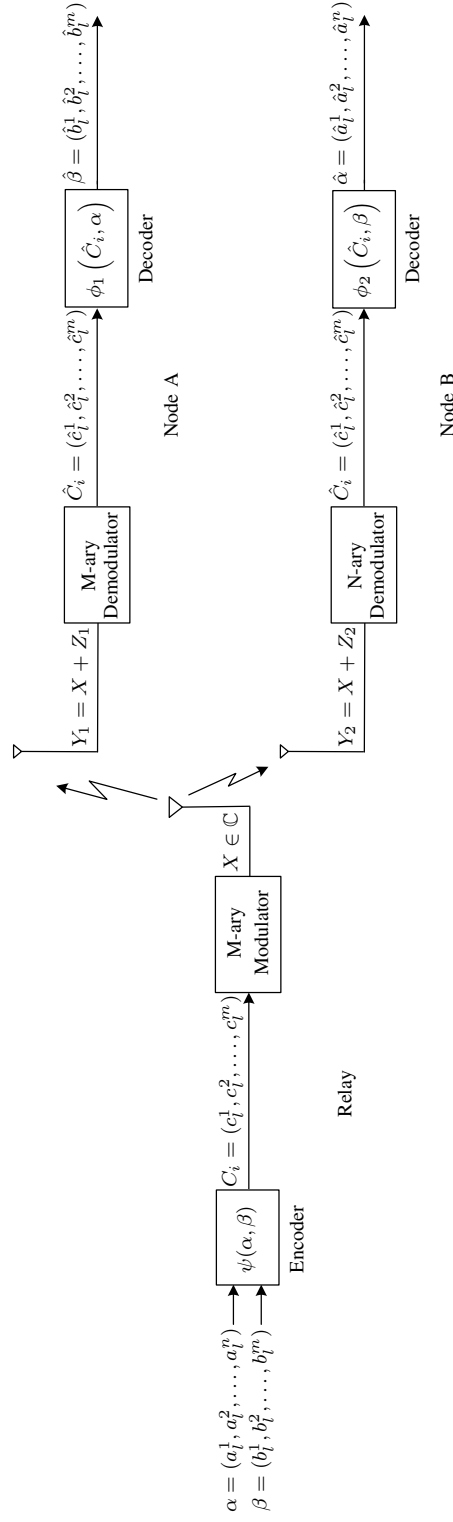 α = (a_l^1, a_l^2, …, a_l^n)
β = (b_l^1, b_l^2, …, b_l^m)
ψ(α, β)
Encoder
C_i = (c_l^1, c_l^2, …, c_l^m)
M-ary
Modulator
X ∈ ℂ
Relay
Y_1 = X + Z_1
M-ary
Demodulator
Ĉ_i = (ĉ_l^1, ĉ_l^2, …, ĉ_l^m)
ϕ_1 (Ĉ_i, α)
Decoder
β̂ = (b̂_l^1, b̂_l^2, …, b̂_l^m)
Node A
Y_2 = X + Z_2
N-ary
Demodulator
Ĉ_i = (ĉ_l^1, ĉ_l^2, …, ĉ_l^m)
ϕ_2 (Ĉ_i, β)
Decoder
α̂ = (â_l^1, â_l^2, …, â_l^n)
Node B